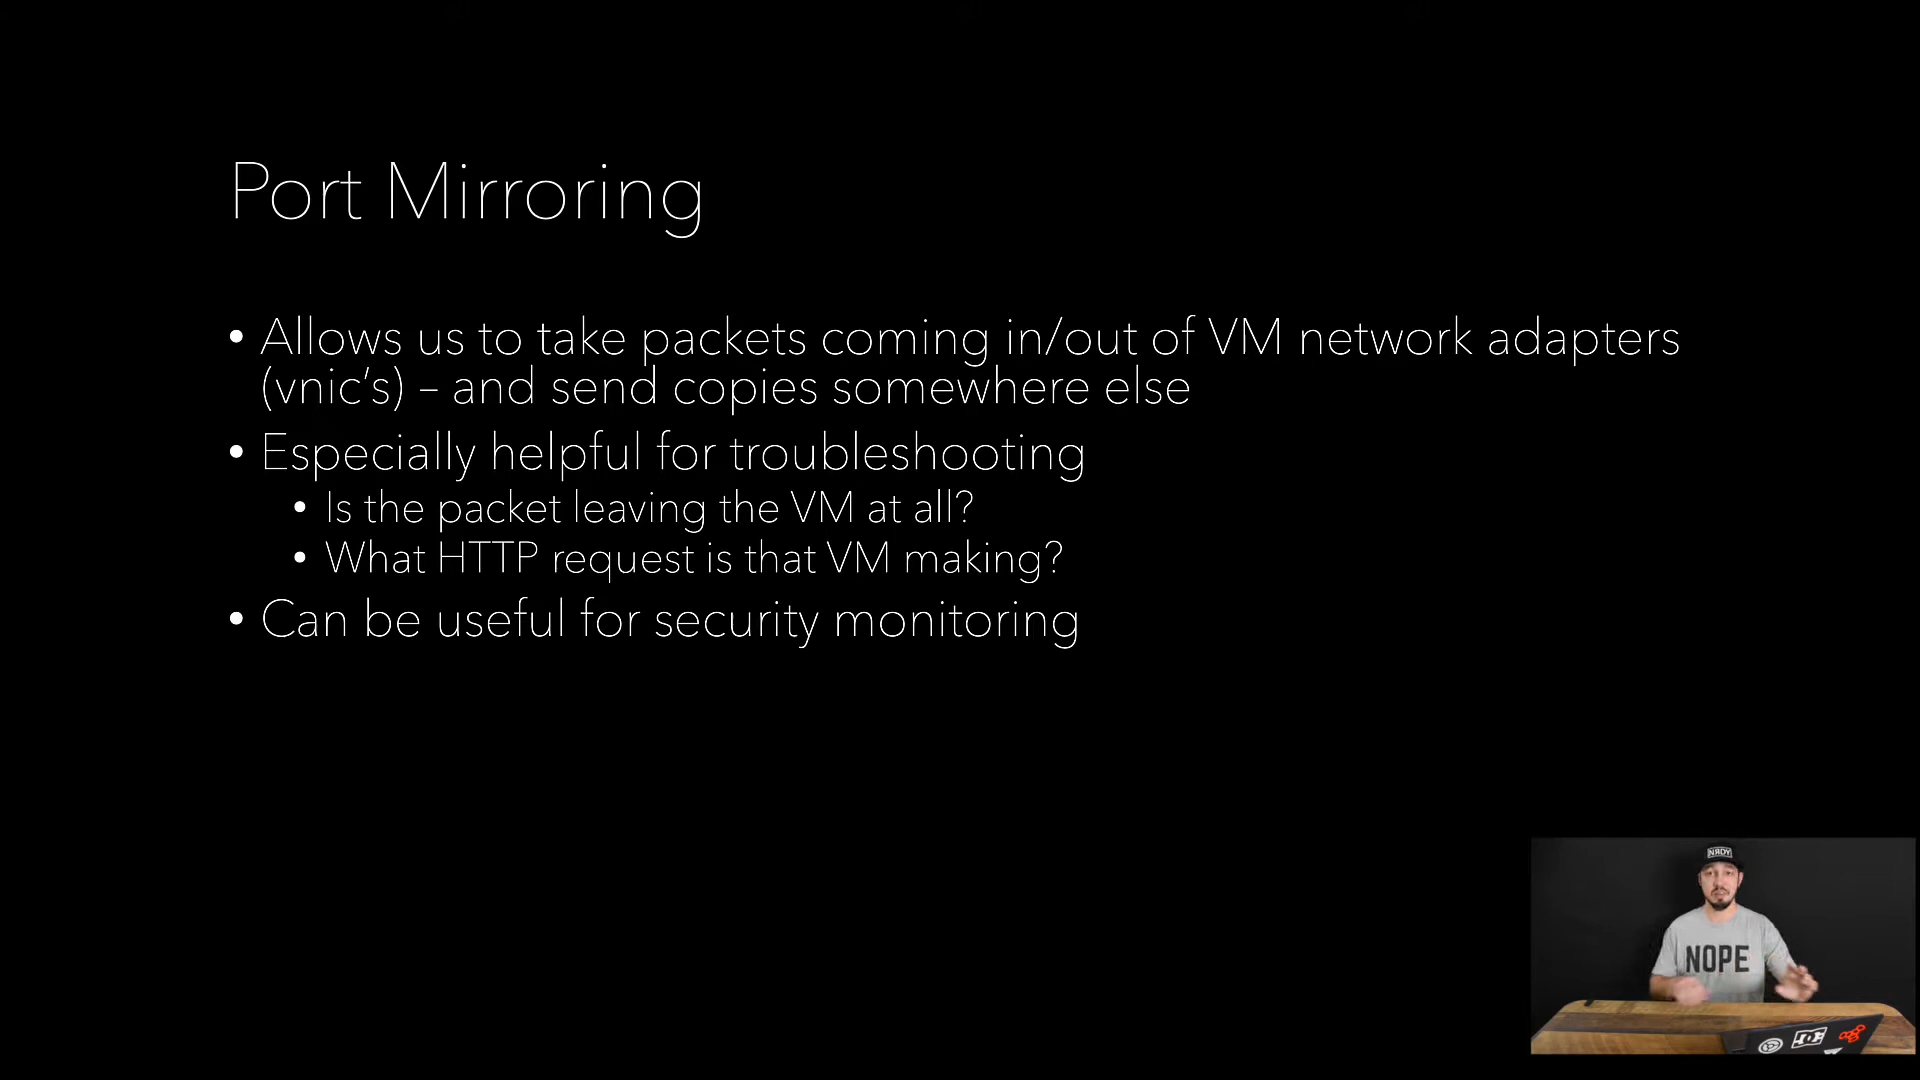 Port Mirroring
• Allows us to take packets coming in/out of VM network adapters
(vnic's) – and send copies somewhere else
• Especially helpful for troubleshooting
• Is the packet leaving the VM at all?
• What HTTP request is that VM making?
• Can be useful for security monitoring
NRDY
NOPE